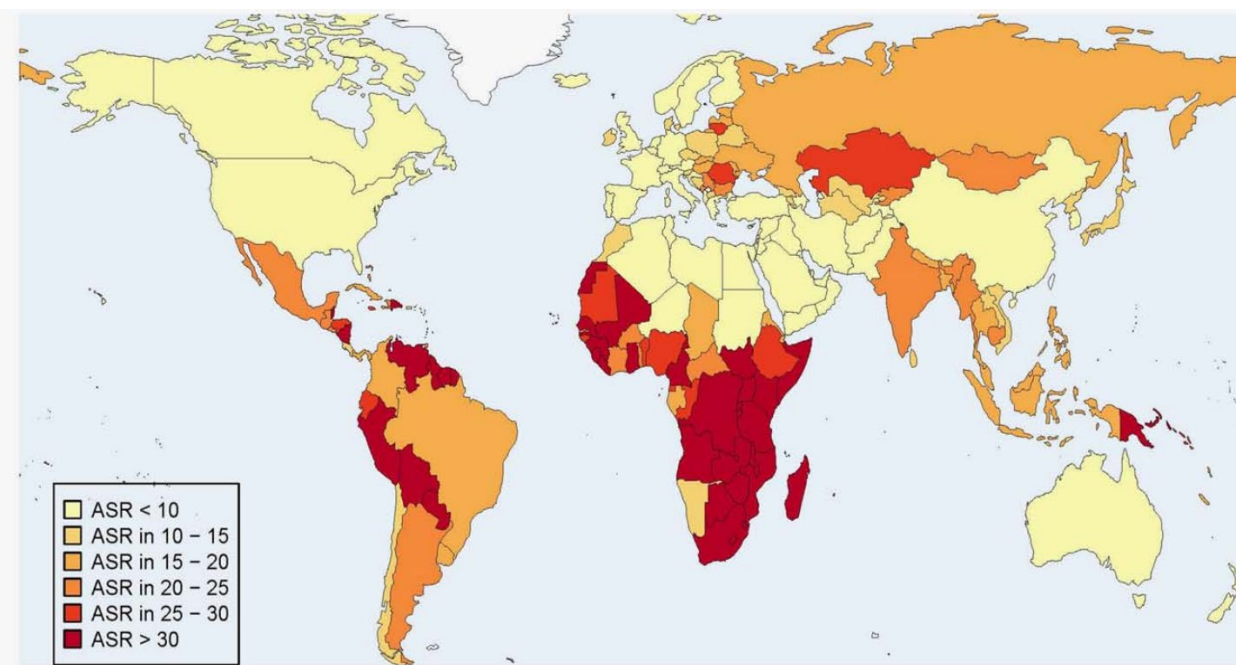 ASR < 10
ASR in 10 − 15
ASR in 15 − 20
ASR in 20 − 25
ASR in 25 − 30
ASR > 30